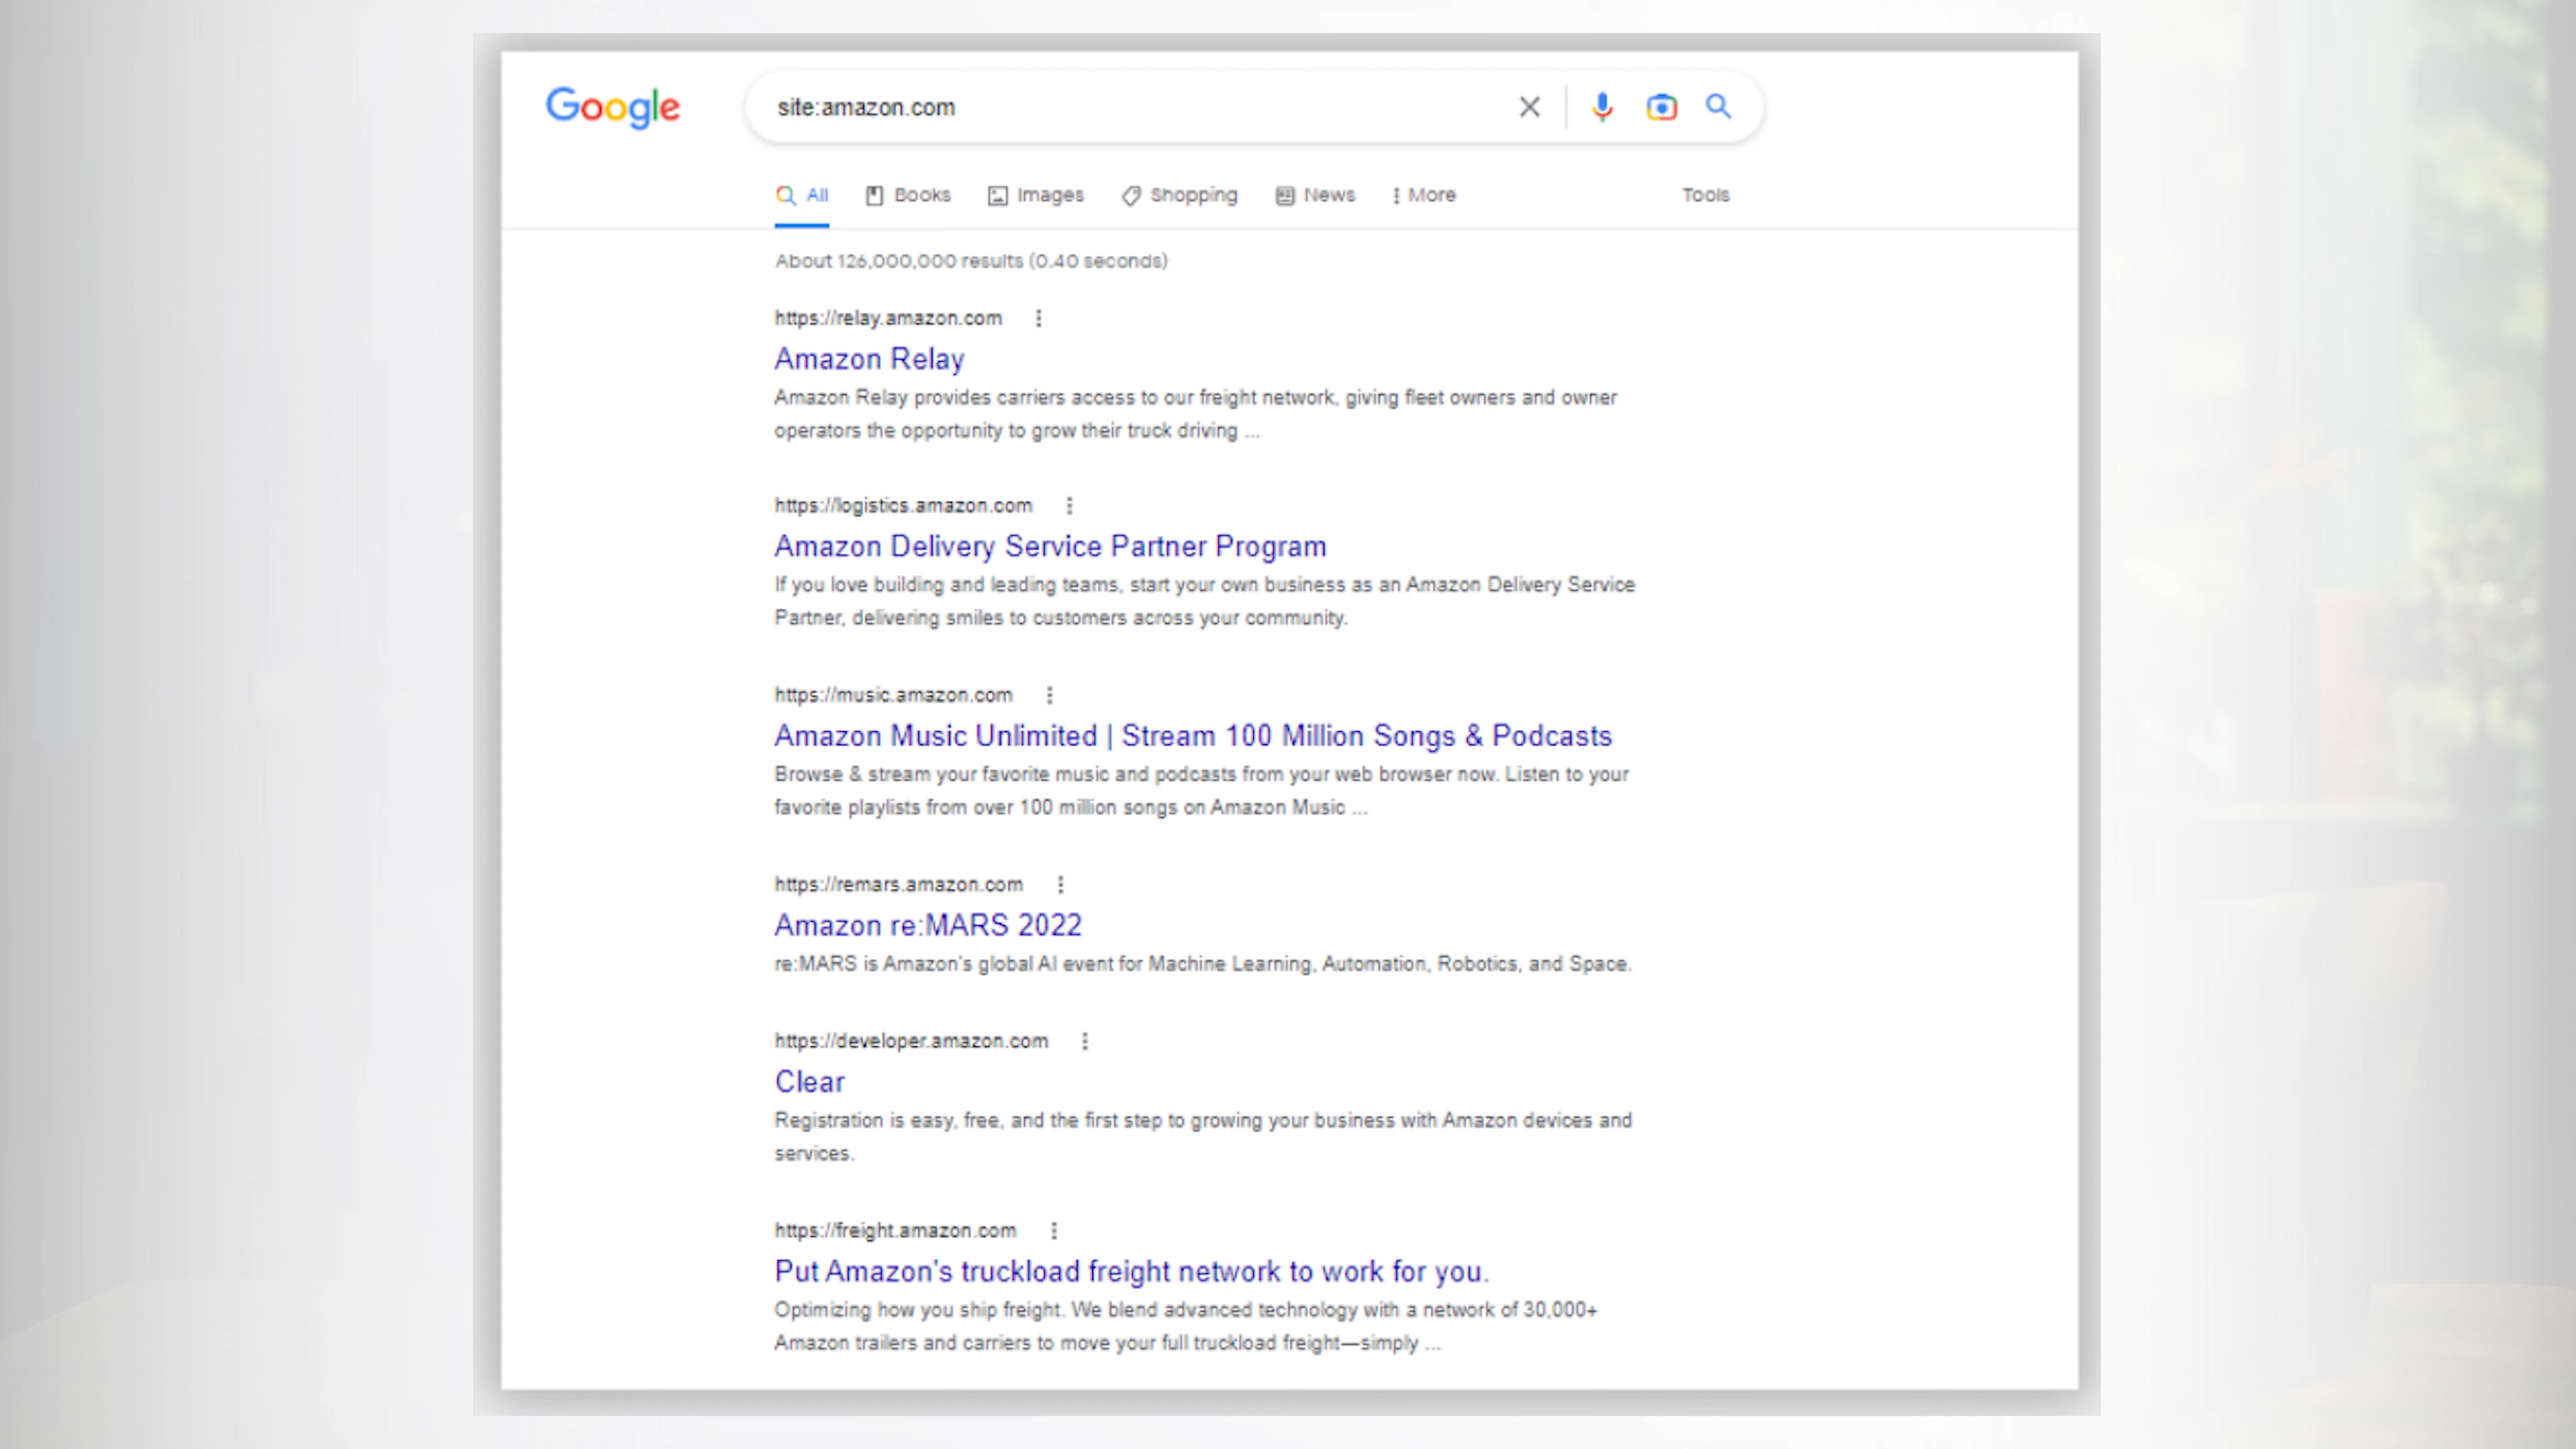 Google
site:amazon.com
All Books Images Shopping News More Tools
About 126,000,000 results (0.40 seconds)
https://relay.amazon.com
Amazon Relay
Amazon Relay provides carriers access to our freight network, giving fleet owners and owner
operators the opportunity to grow their truck driving ...
https://logistics.amazon.com
Amazon Delivery Service Partner Program
If you love building and leading teams, start your own business as an Amazon Delivery Service
Partner, delivering smiles to customers across your community.
https://music.amazon.com
Amazon Music Unlimited | Stream 100 Million Songs & Podcasts
Browse & stream your favorite music and podcasts from your web browser now. Listen to your
favorite playlists from over 100 million songs on Amazon Music ...
https://remars.amazon.com
Amazon re:MARS 2022
re:MARS is Amazon's global AI event for Machine Learning, Automation, Robotics, and Space.
https://developer.amazon.com
Clear
Registration is easy, free, and the first step to growing your business with Amazon devices and
services.
https://freight.amazon.com
Put Amazon's truckload freight network to work for you.
Optimizing how you ship freight. We blend advanced technology with a network of 30,000+
Amazon trailers and carriers to move your full truckload freight—simply ...